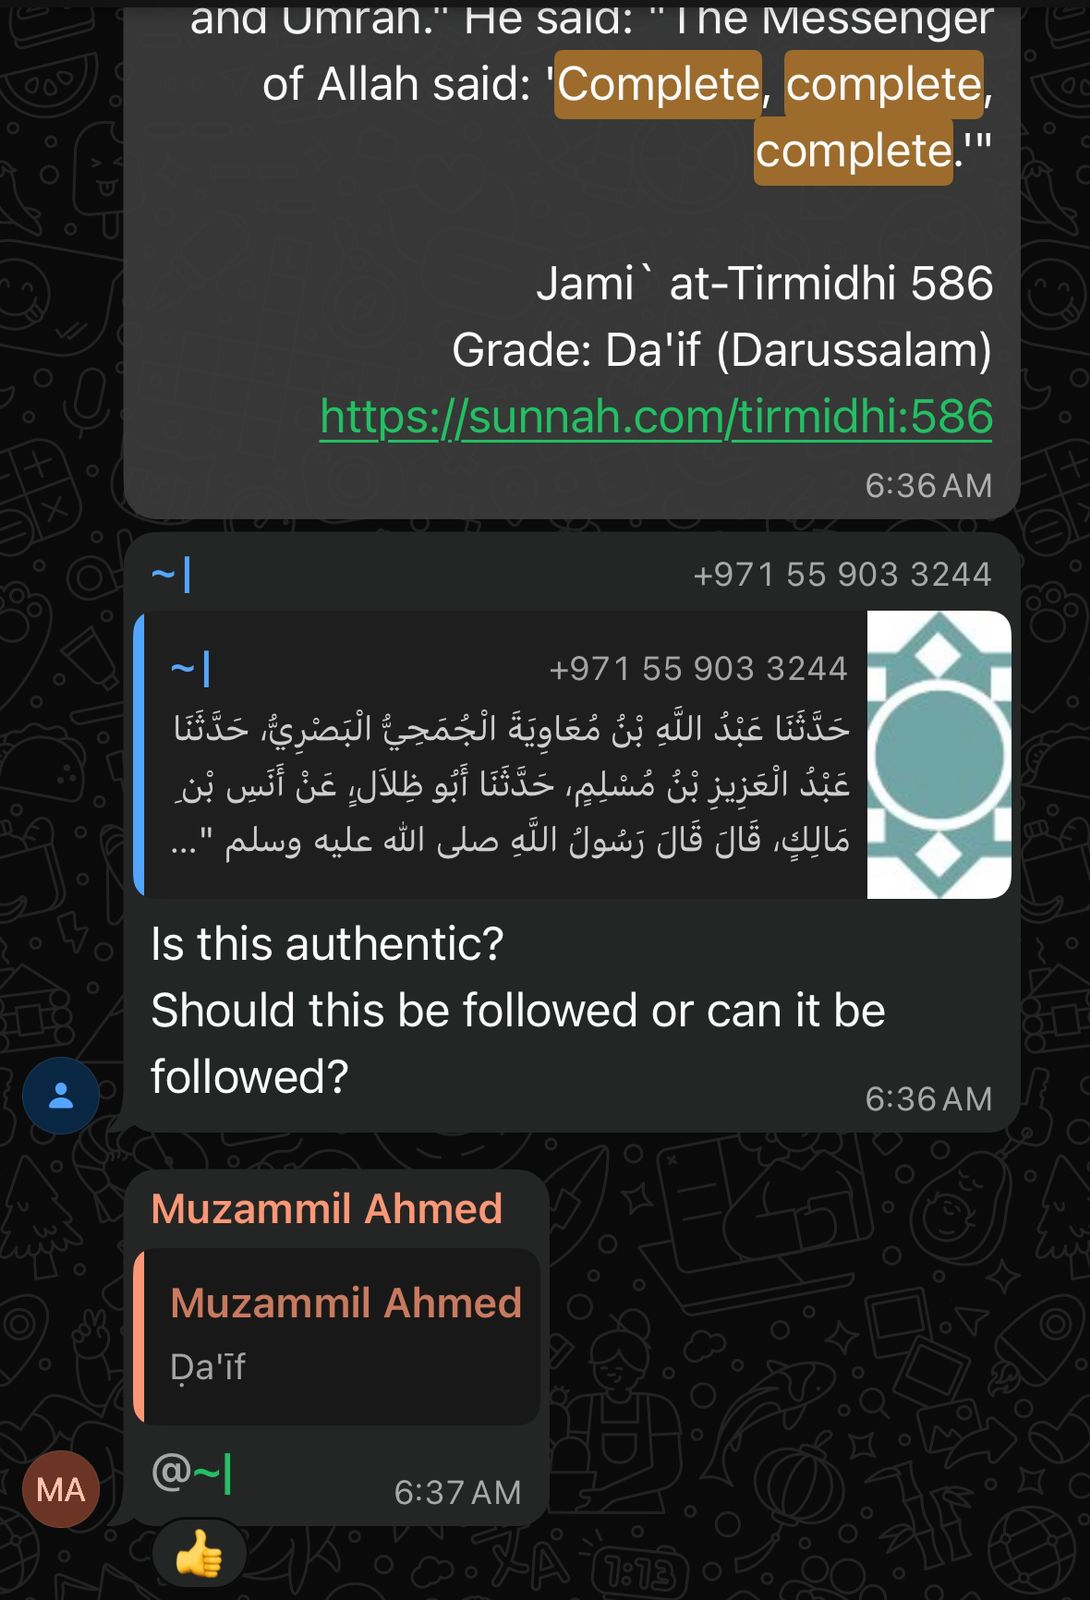 and Umrah." He said: "The Messenger
of Allah said: 'Complete, complete,
complete.'"
Jami` at-Tirmidhi 586
Grade: Da'if (Darussalam)
https://sunnah.com/tirmidhi:586
6:36 AM
~| +971 55 903 3244
~| +971 55 903 3244
حَدَّثَنَا عَبْدُ اللَّهِ بْنُ مُعَاوِيَةَ الْجُمَحِيُّ الْبَصْرِيُّ، حَدَّثَنَا
عَبْدُ الْعَزِيزِ بْنُ مُسْلِمٍ، حَدَّثَنَا أَبُو ظِلاَلٍ، عَنْ أَنَسِ بْنِ
مَالِكٍ، قَالَ قَالَ رَسُولُ اللَّهِ صلى الله عليه وسلم "...
Is this authentic?
Should this be followed or can it be
followed?
6:36 AM
Muzammil Ahmed
Muzammil Ahmed
Ḍa'īf
@~|
6:37 AM
MA